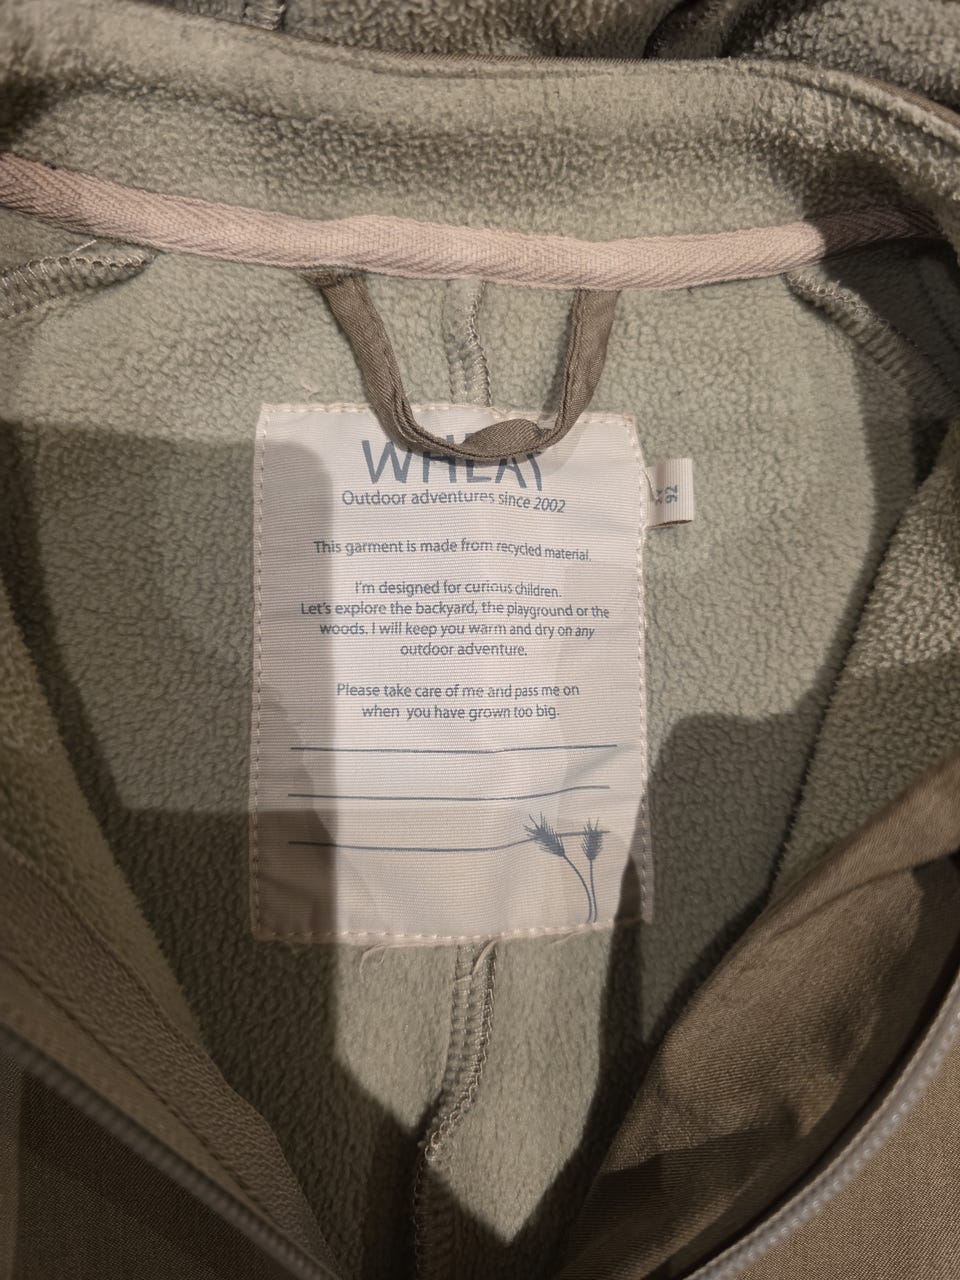 WHEAT
Outdoor adventures since 2002
This garment is made from recycled material.
I'm designed for curious children.
Let's explore the backyard, the playground or the
woods. I will keep you warm and dry on any
outdoor adventure.
Please take care of me and pass me on
when you have grown too big.
92